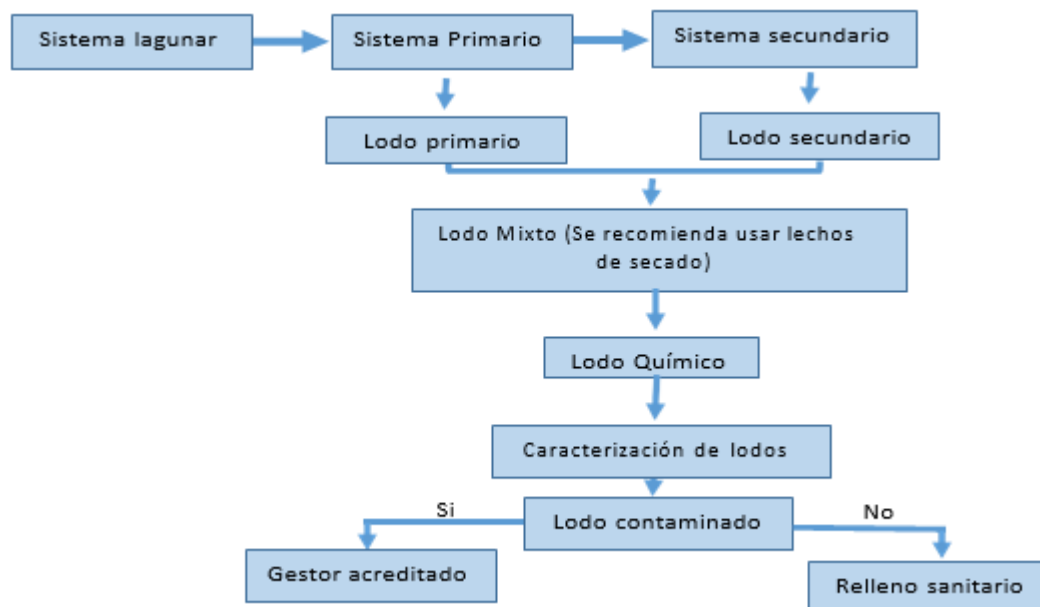 Sistema lagunar
Sistema Primario
Sistema secundario
Lodo primario
Lodo secundario
Lodo Mixto (Se recomienda usar lechos
de secado)
Lodo Químico
Caracterización de lodos
Si
Lodo contaminado
No
Gestor acreditado
Relleno sanitario